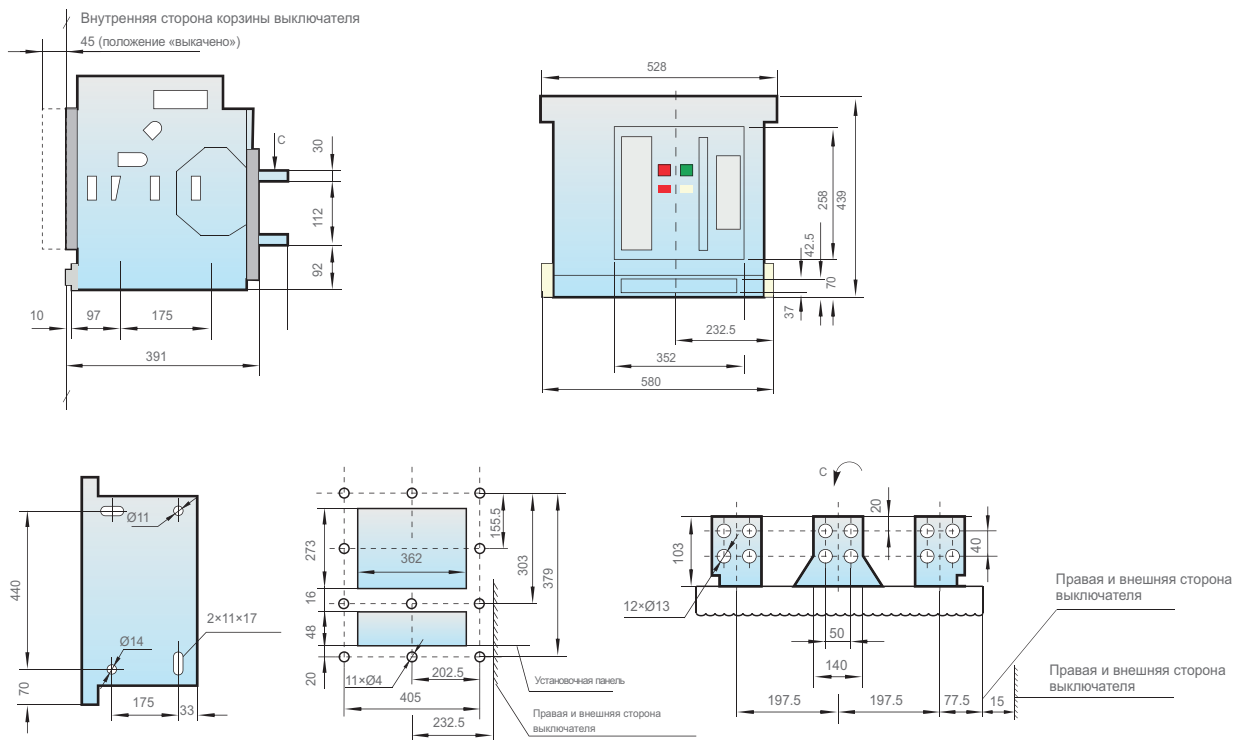 Внутренняя сторона корзины выключателя
45 (положение «выкачено»)
C
30
112
92
10
97
175
391
528
258
439
42.5
70
37
232.5
352
580
Ø11
440
2×11×17
Ø14
70
175
33
155.5
303
379
273
362
16
48
20
11×Ø4
202.5
405
232.5
Установочная панель
Правая и внешняя сторона
выключателя
C
20
103
40
12×Ø13
50
140
197.5
197.5
77.5
15
Правая и внешняя сторона
выключателя
Правая и внешняя сторона
выключателя